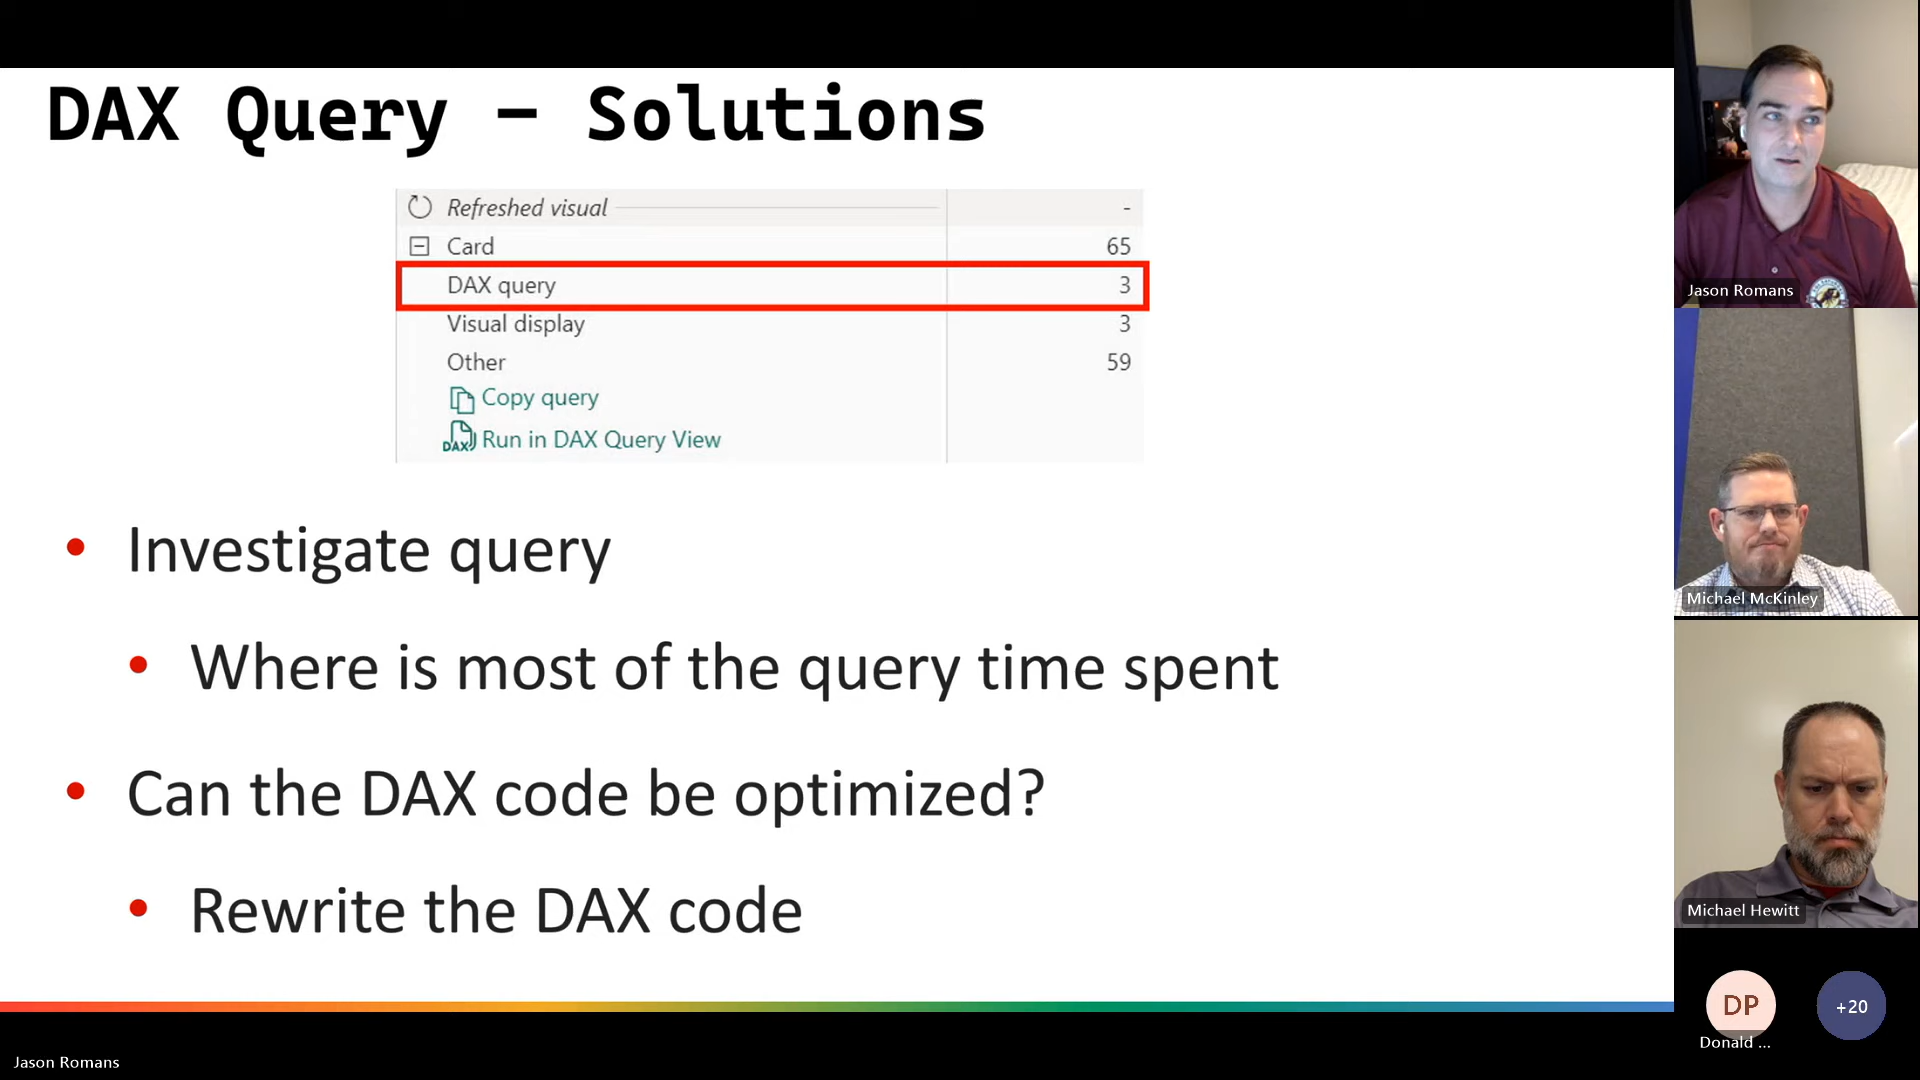 DAX Query – Solutions
Refreshed visual -
Card 65
DAX query 3
Visual display 3
Other 59
Copy query
DAX Run in DAX Query View
• Investigate query
• Where is most of the query time spent
• Can the DAX code be optimized?
• Rewrite the DAX code
Jason Romans
Michael McKinley
Michael Hewitt
DP
+20
Donald ...
Jason Romans